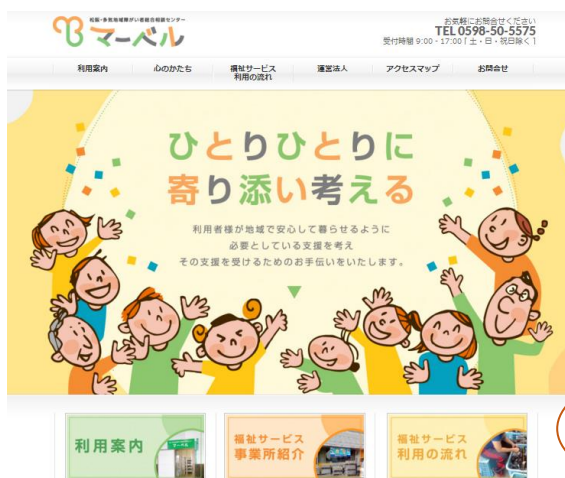 松阪・多気地域障がい者総合相談センター
マーベル
お気軽にお問合せください
TEL 0598-50-5575
受付時間 9:00 - 17:00 [ 土・日・祝日除く ]
利用案内
心のかたち
福祉サービス
利用の流れ
運営法人
アクセスマップ
お問合せ
ひとりひとりに
寄り添い考える
利用者様が地域で安心して暮らせるように
必要としている支援を考え
その支援を受けるためのお手伝いをいたします。
利用案内
マーベル
福祉サービス
事業所紹介
福祉サービス
利用の流れ